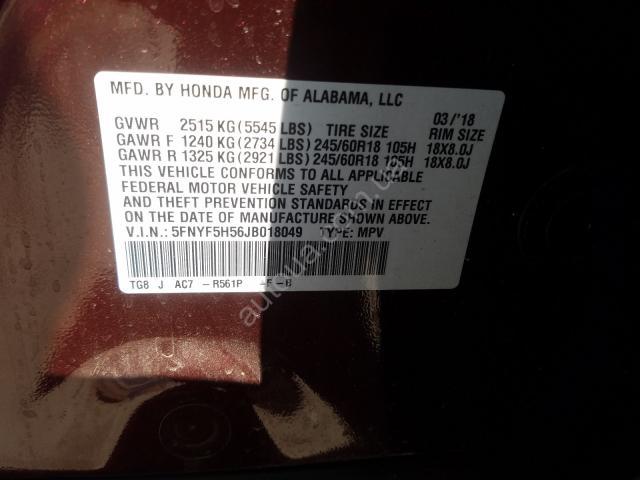 MFD. BY HONDA MFG. OF ALABAMA, LLC 03/'18
GVWR 2515 KG (5545 LBS) TIRE SIZE RIM SIZE
GAWR F 1240 KG (2734 LBS) 245/60R18 105H 18X8.0J
GAWR R 1325 KG (2921 LBS) 245/60R18 105H 18X8.0J
THIS VEHICLE CONFORMS TO ALL APPLICABLE
FEDERAL MOTOR VEHICLE SAFETY
AND THEFT PREVENTION STANDARDS IN EFFECT
ON THE DATE OF MANUFACTURE SHOWN ABOVE.
V.I.N.: 5FNYF5H56JB018049 TYPE: MPV
TG8 J AC7 -R561P -F-B